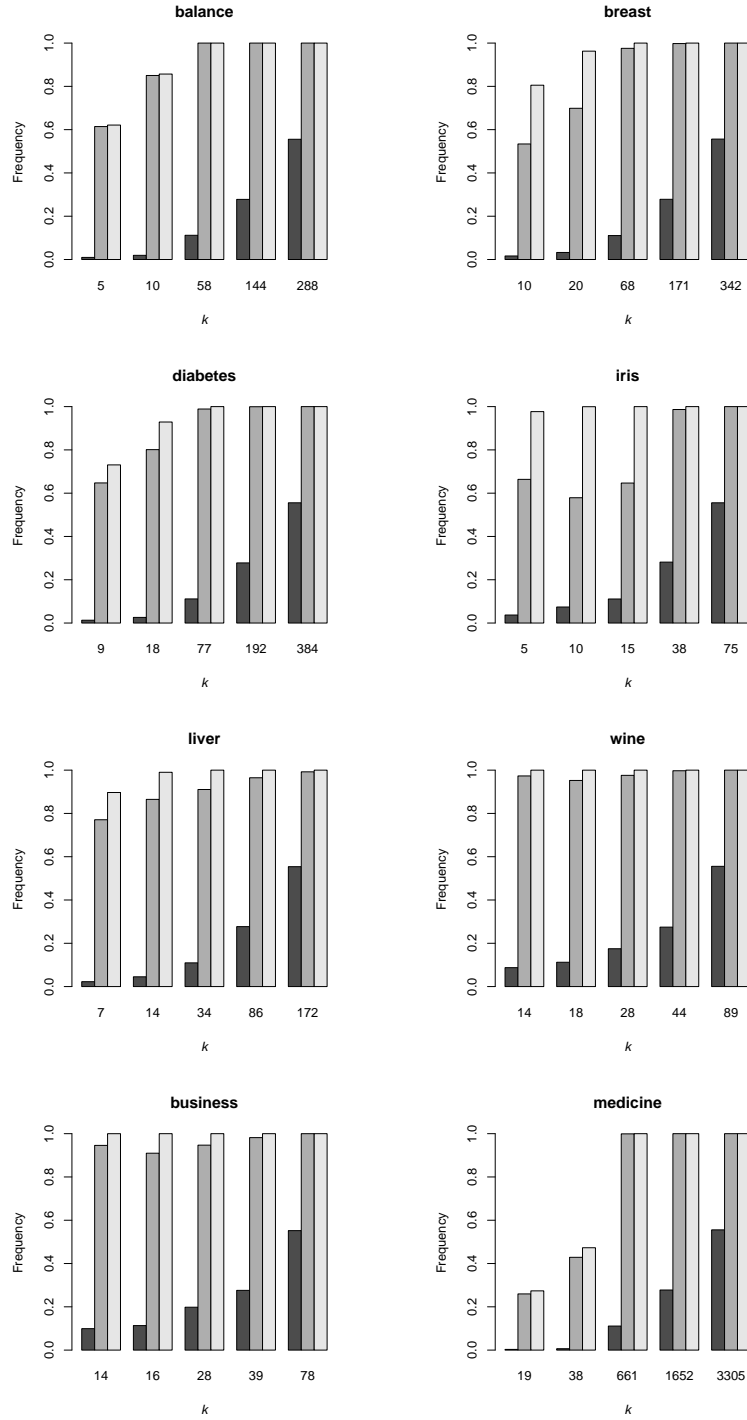 balance
Frequency
0.0 0.2 0.4 0.6 0.8 1.0
5 10 58 144 288
k
breast
Frequency
0.0 0.2 0.4 0.6 0.8 1.0
10 20 68 171 342
k
diabetes
Frequency
0.0 0.2 0.4 0.6 0.8 1.0
9 18 77 192 384
k
iris
Frequency
0.0 0.2 0.4 0.6 0.8 1.0
5 10 15 38 75
k
liver
Frequency
0.0 0.2 0.4 0.6 0.8 1.0
7 14 34 86 172
k
wine
Frequency
0.0 0.2 0.4 0.6 0.8 1.0
14 18 28 44 89
k
business
Frequency
0.0 0.2 0.4 0.6 0.8 1.0
14 16 28 39 78
k
medicine
Frequency
0.0 0.2 0.4 0.6 0.8 1.0
19 38 661 1652 3305
k